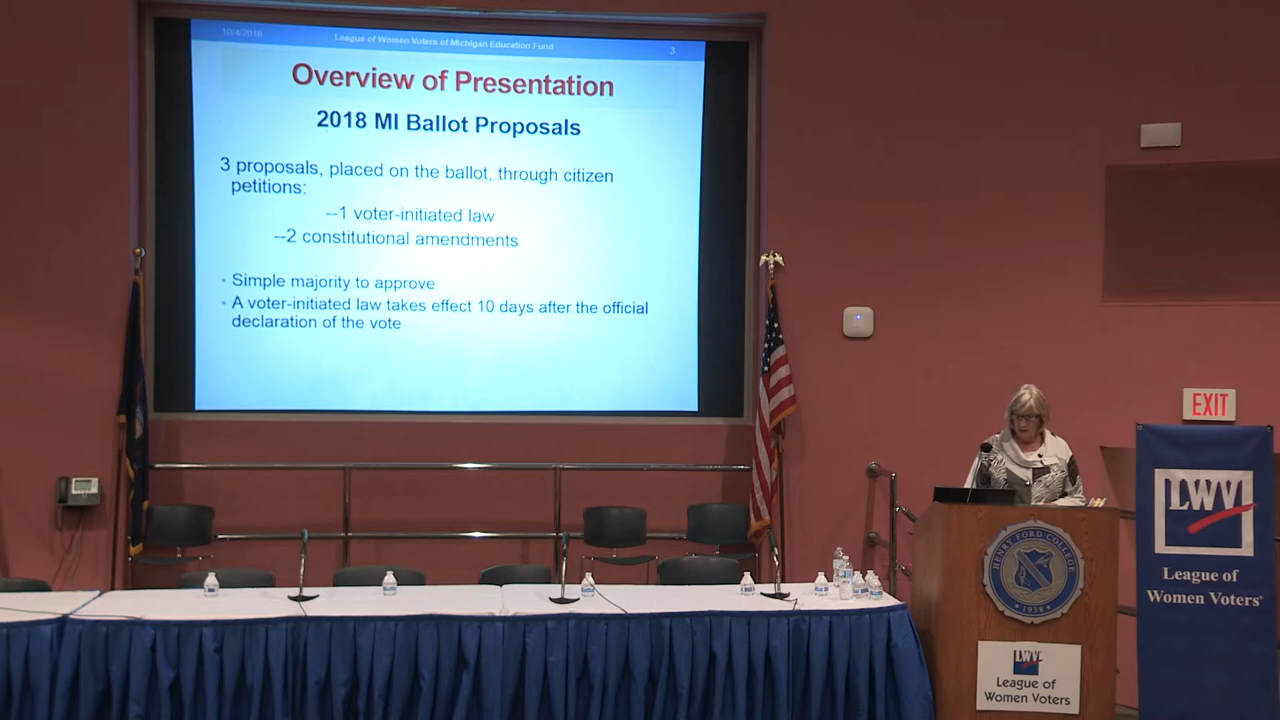 10/4/2018
League of Women Voters of Michigan Education Fund
3
Overview of Presentation
2018 MI Ballot Proposals
3 proposals, placed on the ballot, through citizen
petitions:
--1 voter-initiated law
--2 constitutional amendments
• Simple majority to approve
• A voter-initiated law takes effect 10 days after the official
declaration of the vote
EXIT
LWV
League of
Women Voters®
HENRY FORD COLLEGE
• 1938 •
LWV
League of
Women Voters